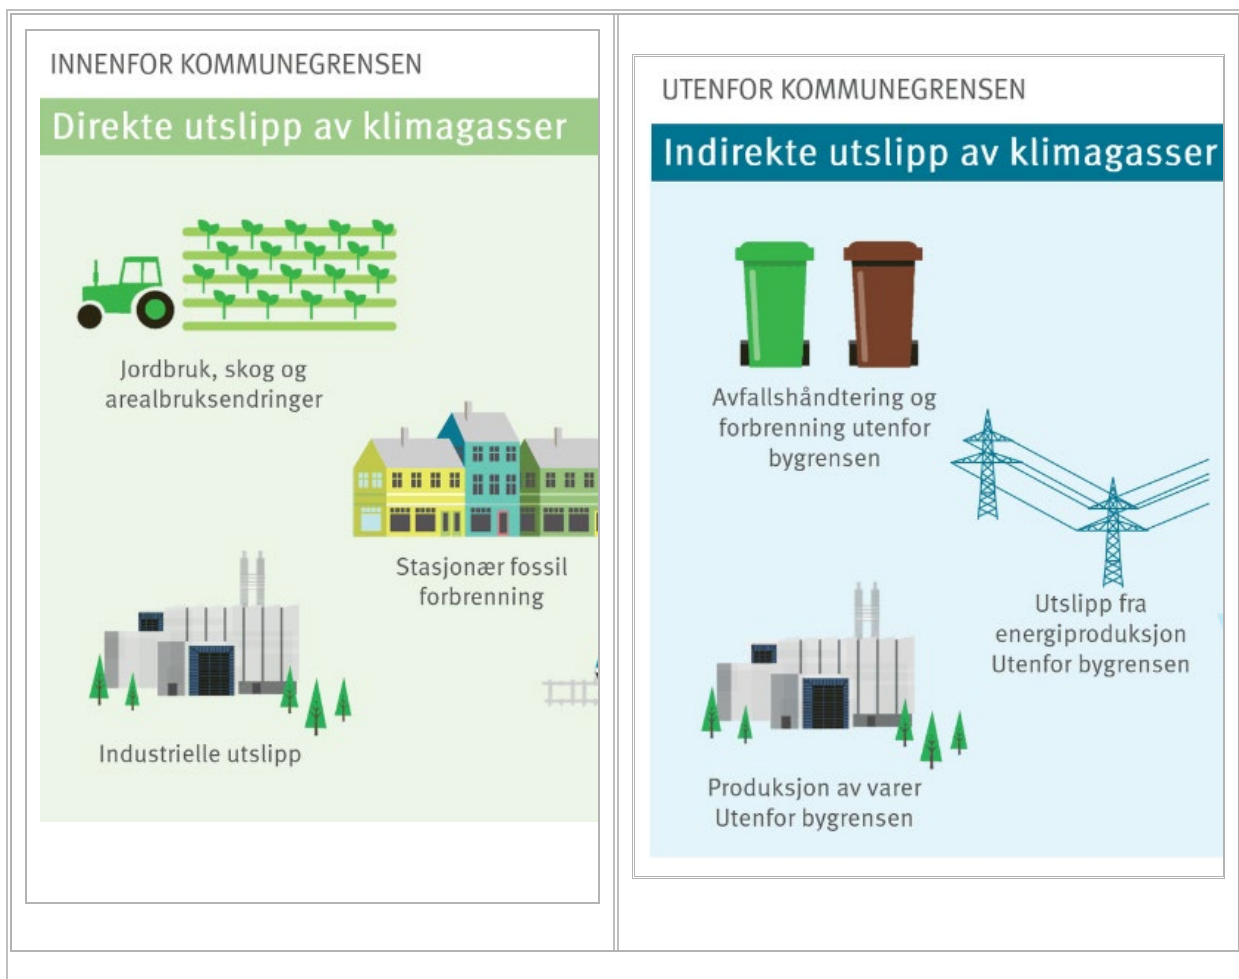 INNENFOR KOMMUNEGRENSEN
Direkte utslipp av klimagasser
Jordbruk, skog og
arealbruksendringer
Stasjonær fossil
forbrenning
Industrielle utslipp
UTENFOR KOMMUNEGRENSEN
Indirekte utslipp av klimagasser
Avfallshåndtering og
forbrenning utenfor
bygrensen
Utslipp fra
energiproduksjon
Utenfor bygrensen
Produksjon av varer
Utenfor bygrensen